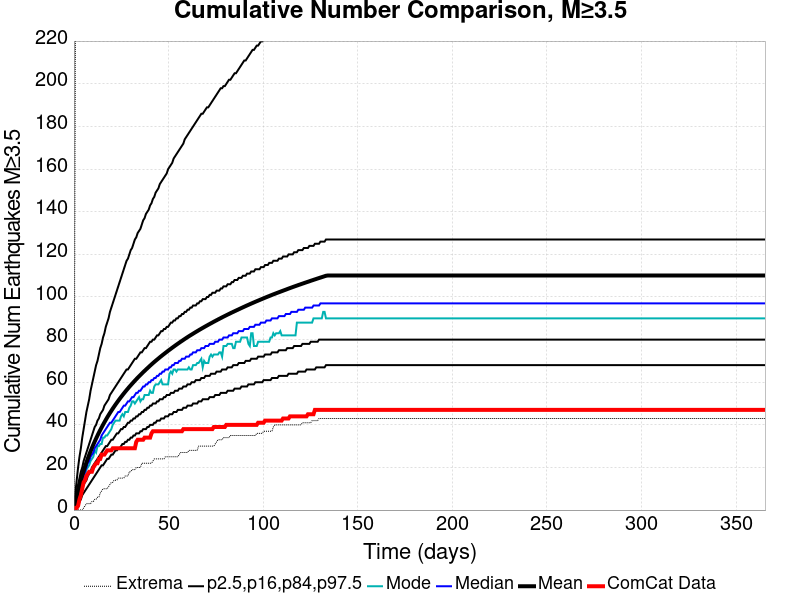 Cumulative Number Comparison, M≥3.5
Cumulative Num Earthquakes M≥3.5
220
200
180
160
140
120
100
80
60
40
20
0
0 50 100 150 200 250 300 350
Time (days)
Extrema p2.5,p16,p84,p97.5 Mode Median Mean ComCat Data